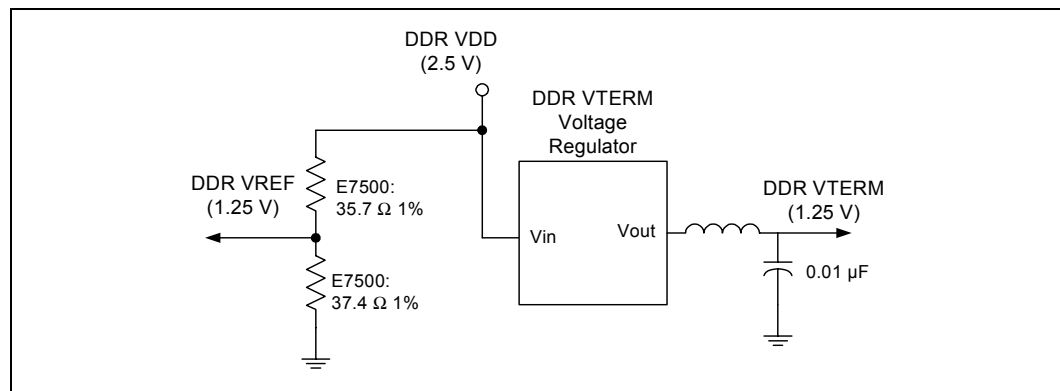 DDR VDD
(2.5 V)
DDR VTERM
Voltage
Regulator
DDR VREF
(1.25 V)
E7500:
35.7 Ω 1%
Vin
Vout
DDR VTERM
(1.25 V)
E7500:
37.4 Ω 1%
0.01 µF